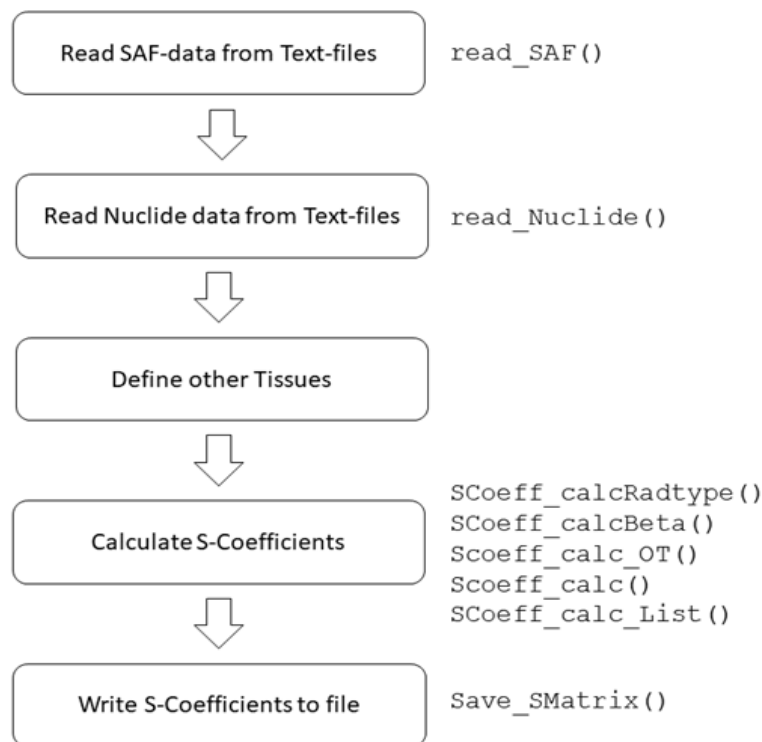 Read SAF-data from Text-files read_SAF()
Read Nuclide data from Text-files read_Nuclide()
Define other Tissues
Calculate S-Coefficients
SCoeff_calcRadtype()
SCoeff_calcBeta()
Scoeff_calc_OT()
Scoeff_calc()
SCoeff_calc_List()
Write S-Coefficients to file Save_SMatrix()